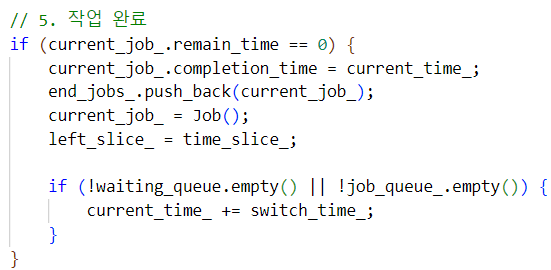 // 5. 작업 완료
if (current_job_.remain_time == 0) {
    current_job_.completion_time = current_time_;
    end_jobs_.push_back(current_job_);
    current_job_ = Job();
    left_slice_ = time_slice_;

    if (!waiting_queue.empty() || !job_queue_.empty()) {
        current_time_ += switch_time_;
    }
}